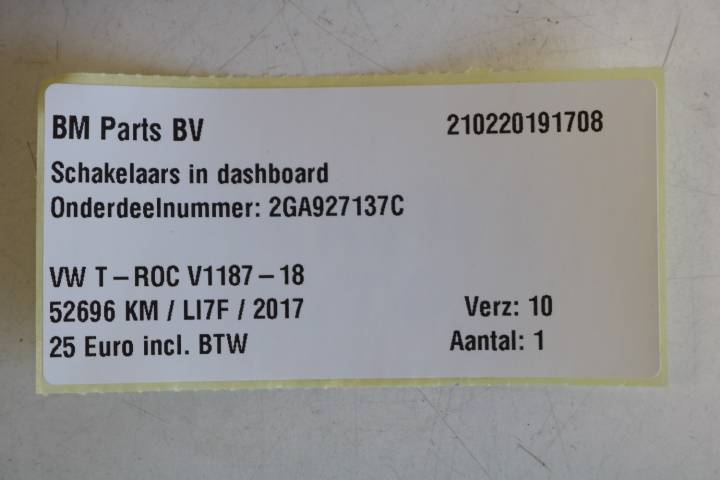 BM Parts BV 210220191708
Schakelaars in dashboard
Onderdeelnummer: 2GA927137C
VW T-ROC V1187-18
52696 KM / LI7F / 2017 Verz: 10
25 Euro incl. BTW Aantal: 1